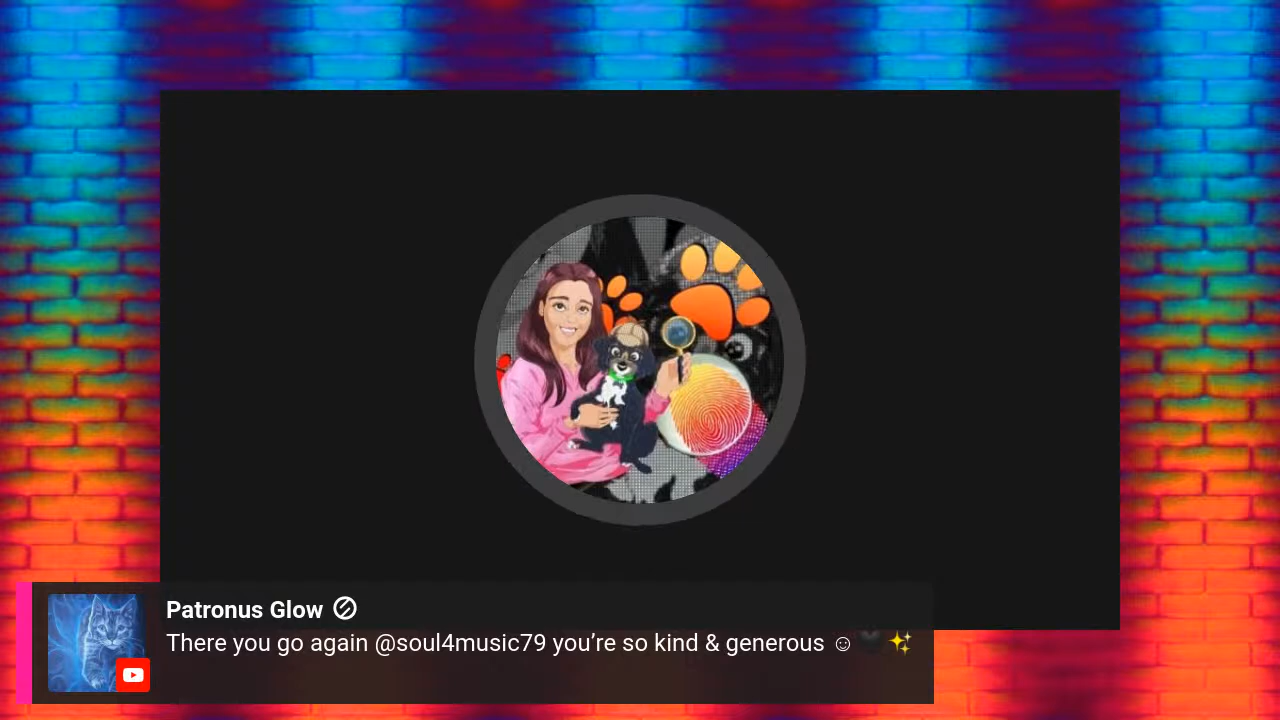 Patronus Glow
There you go again @soul4music79 you’re so kind & generous ☺ 🖤 ✨